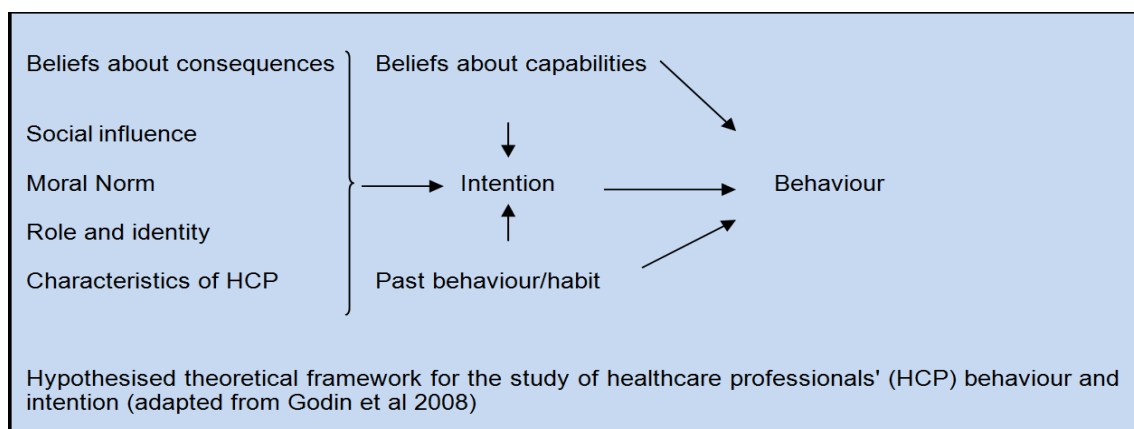 Beliefs about consequences
Beliefs about capabilities
Social influence
Moral Norm
Intention
Behaviour
Role and identity
Characteristics of HCP
Past behaviour/habit
Hypothesised theoretical framework for the study of healthcare professionals' (HCP) behaviour and
intention (adapted from Godin et al 2008)